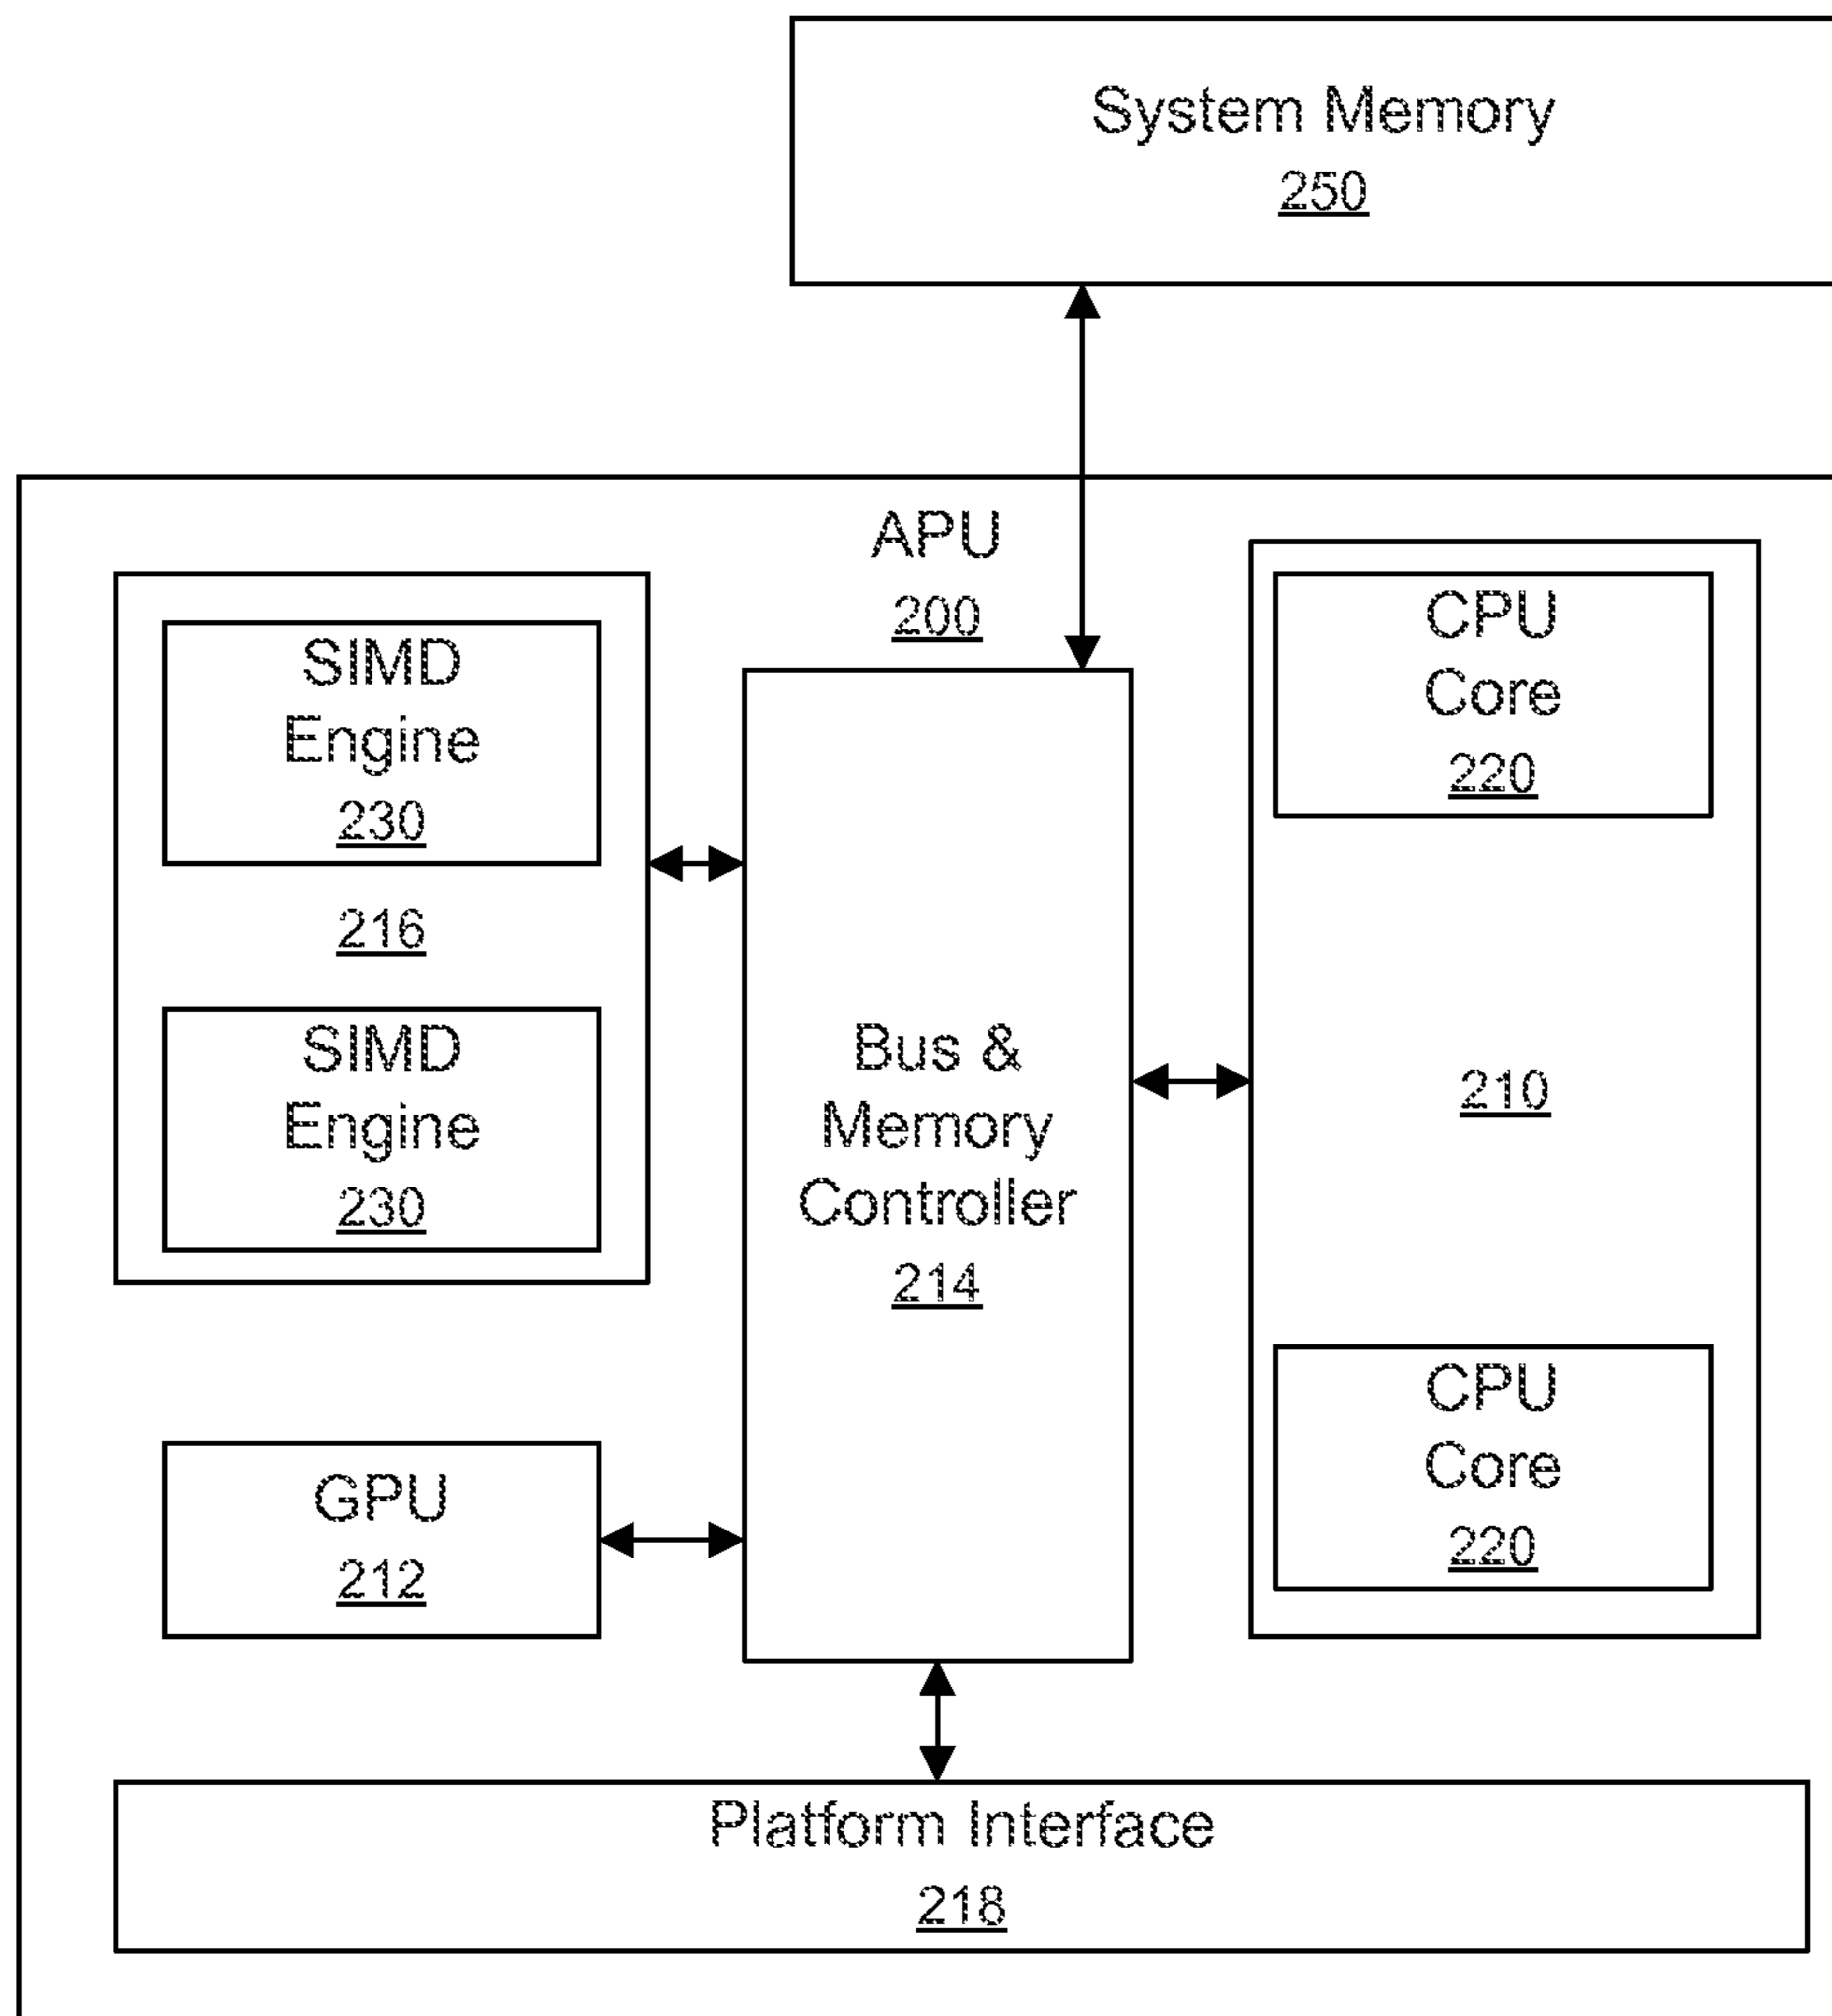 System Memory
250
APU
200
SIMD
Engine
230
216
SIMD
Engine
230
GPU
212
Bus &
Memory
Controller
214
CPU
Core
220
210
CPU
Core
220
Platform Interface
218